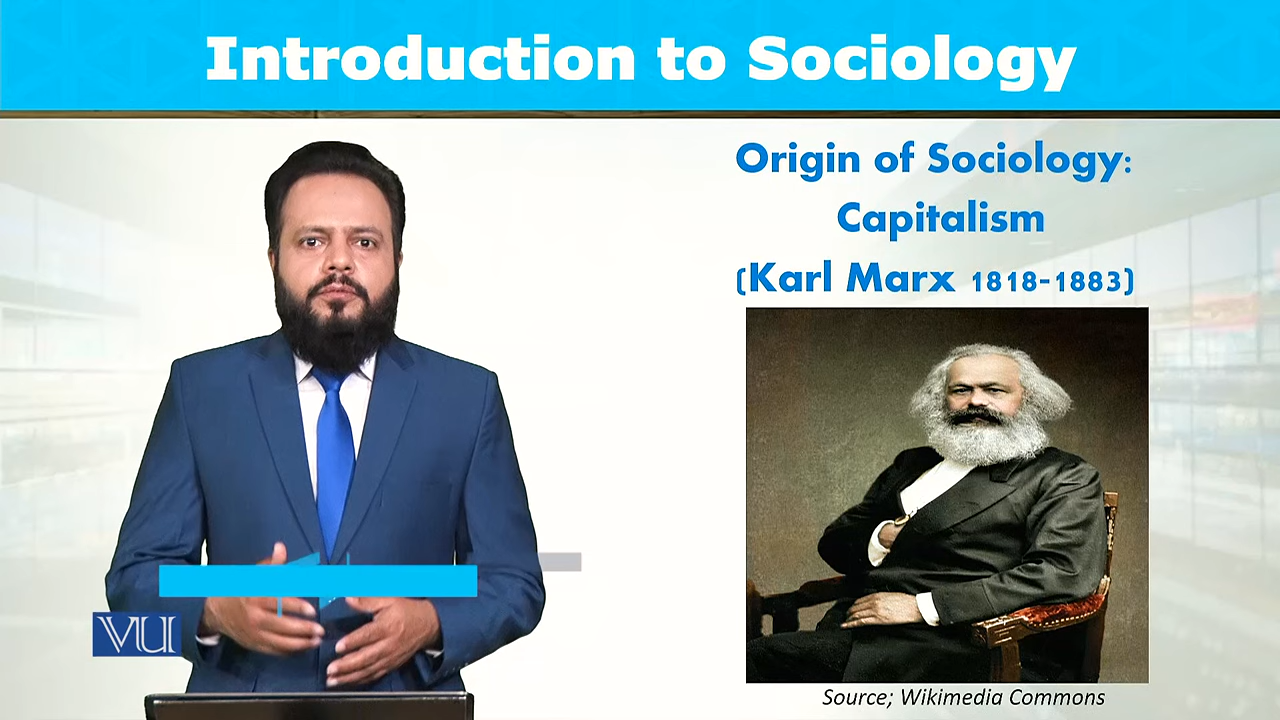 Introduction to Sociology
Origin of Sociology:
Capitalism
(Karl Marx 1818-1883)
VU
Source; Wikimedia Commons